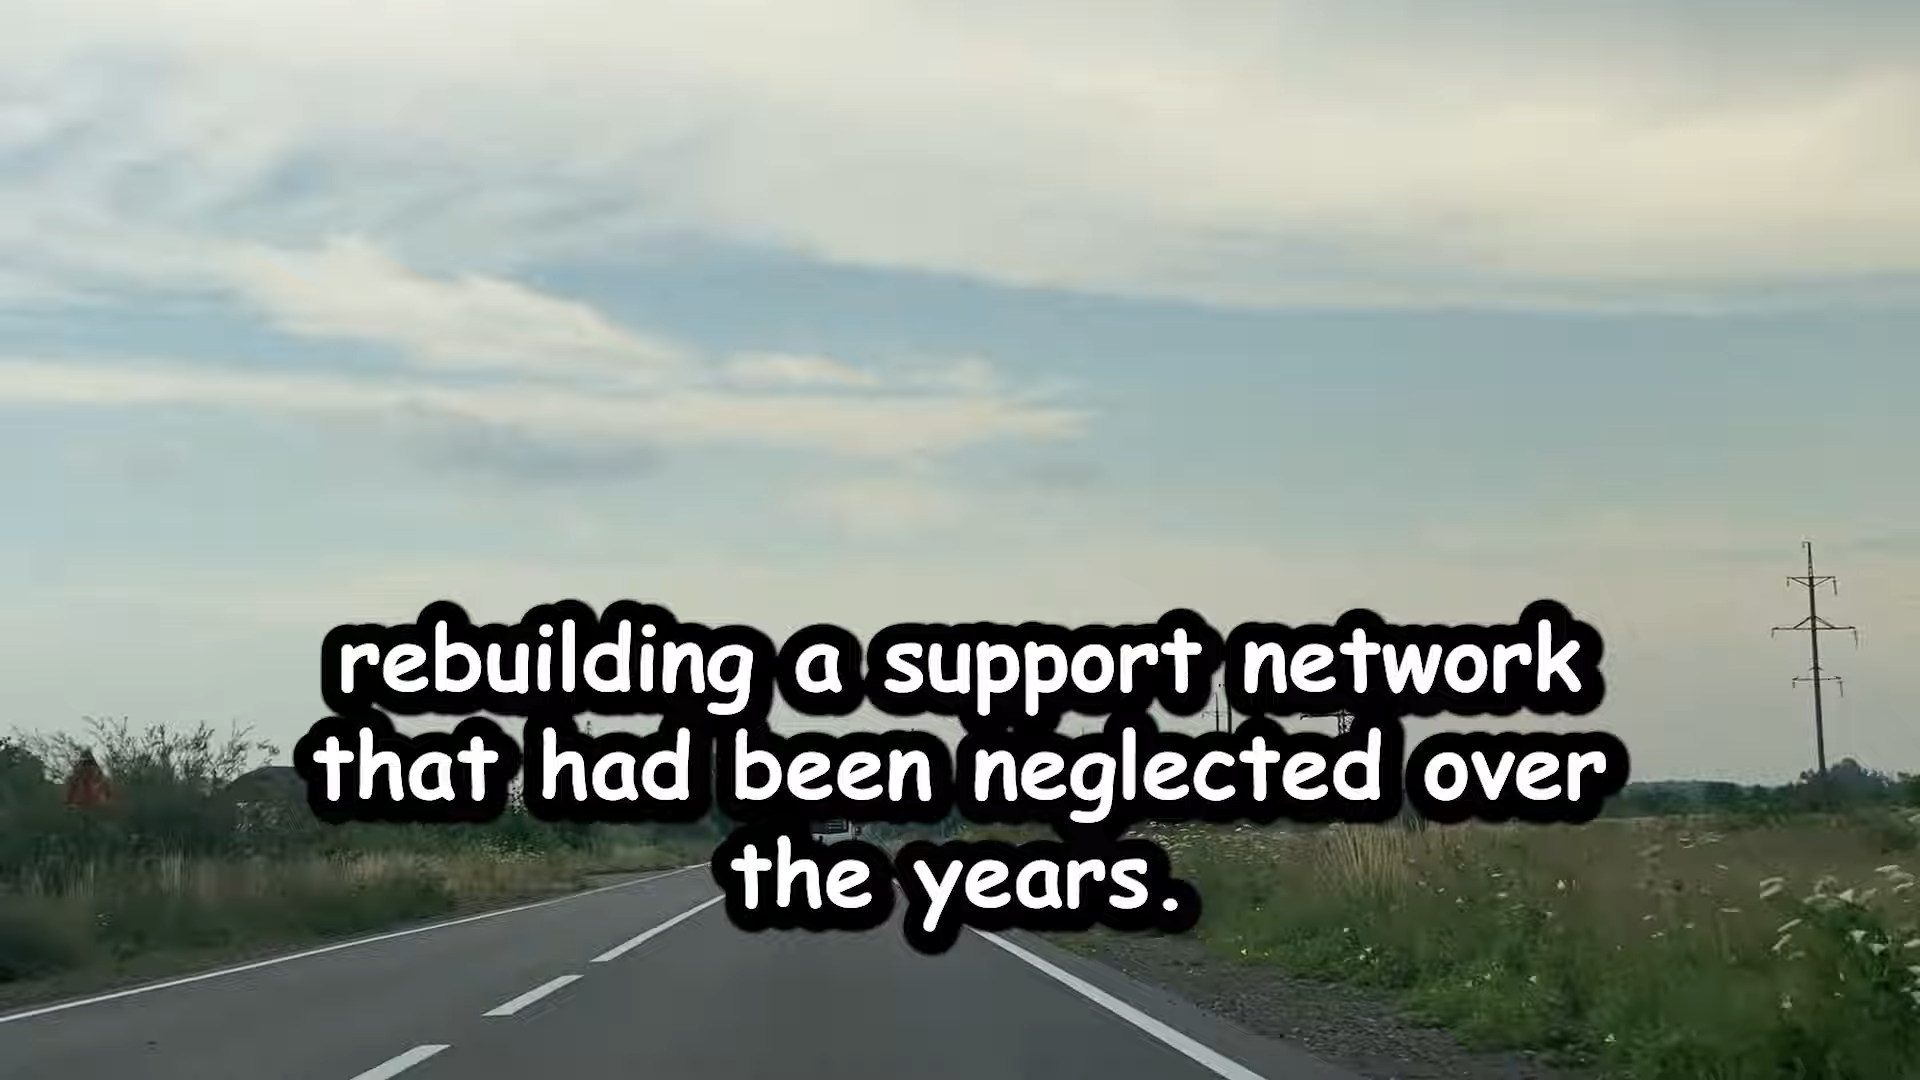 rebuilding a support network
that had been neglected over
the years.